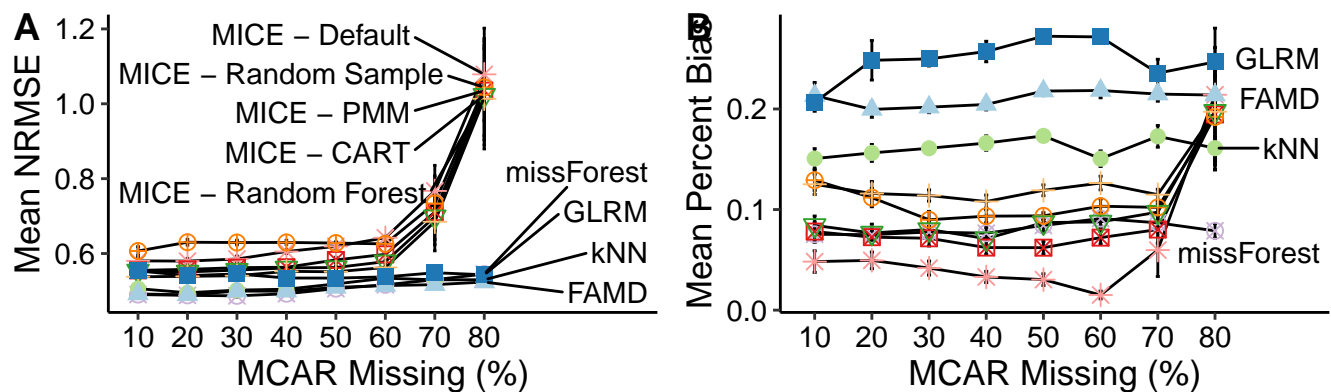 A
Mean NRMSE
1.2
1.0
0.8
0.6
MICE − Default
MICE − Random Sample
MICE − PMM
MICE − CART
MICE − Random Forest
missForest
GLRM
kNN
FAMD
10 20 30 40 50 60 70 80
MCAR Missing (%)
B
Mean Percent Bias
0.2
0.1
0.0
GLRM
FAMD
kNN
missForest
10 20 30 40 50 60 70 80
MCAR Missing (%)